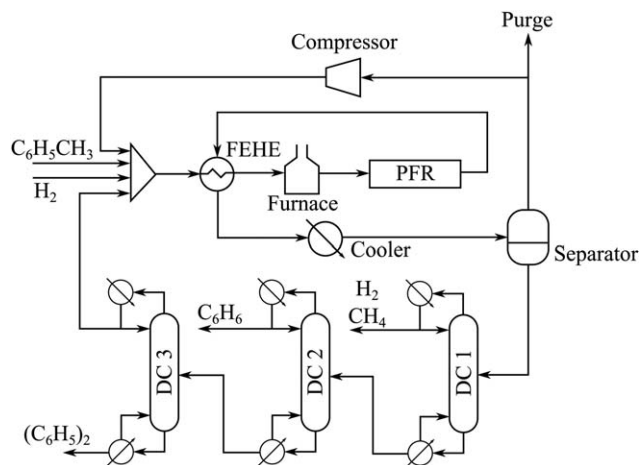 Purge
Compressor
C₆H₅CH₃
H₂
FEHE
Furnace
PFR
Cooler
Separator
C₆H₆
H₂
CH₄
DC 3
DC 2
DC 1
(C₆H₅)₂